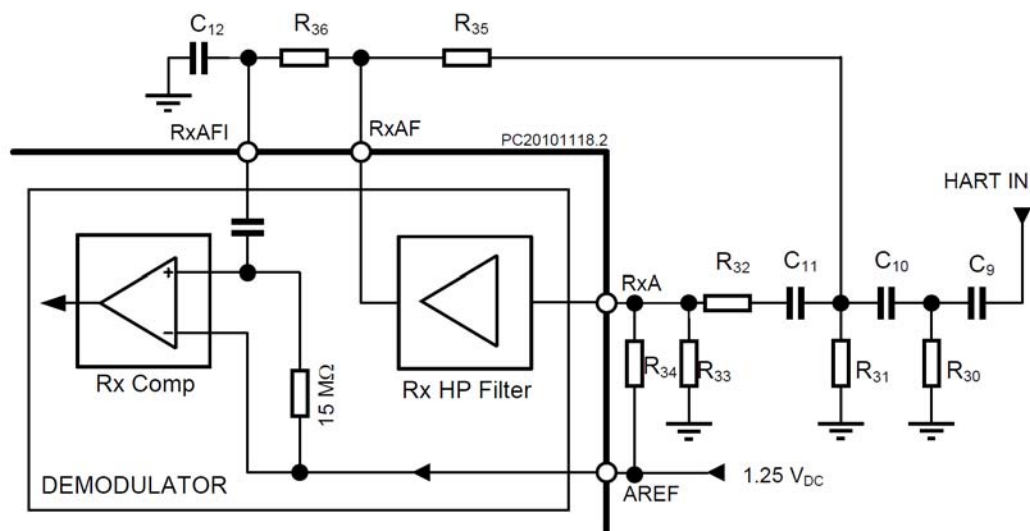 C12
R36
R35
RxAFI
RxAF
PC20101118.2
HART IN
RxA
R32
C11
C10
C9
+
−
Rx Comp
15 MΩ
Rx HP Filter
R34
R33
R31
R30
DEMODULATOR
AREF
1.25 VDC